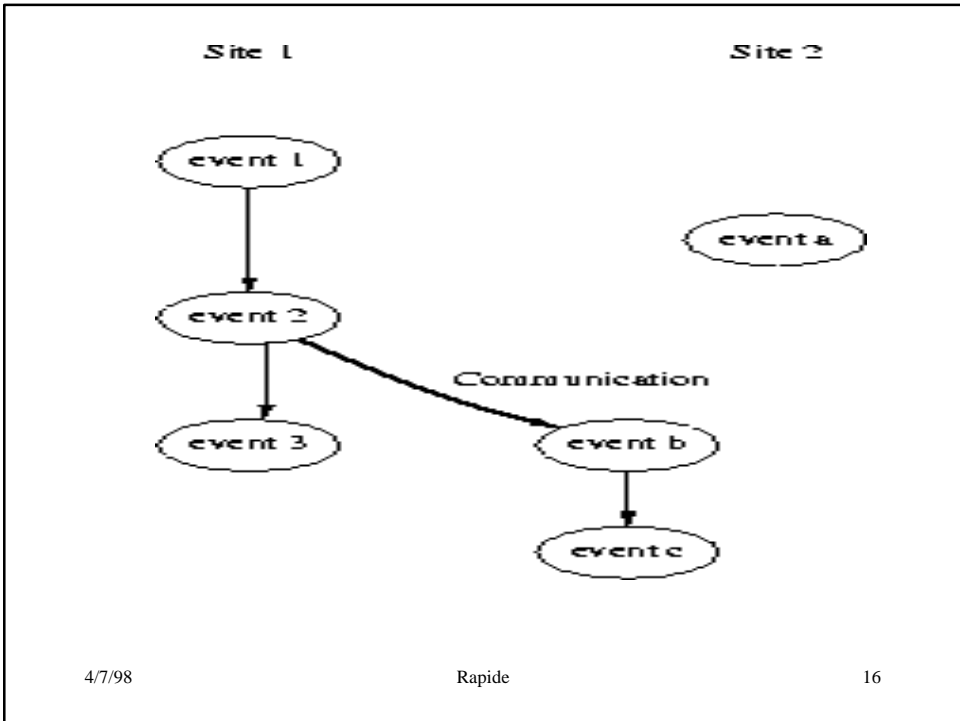 Site 1 Site 2
event 1
event a
event 2
Communication
event 3 event b
event c
4/7/98 Rapide 16